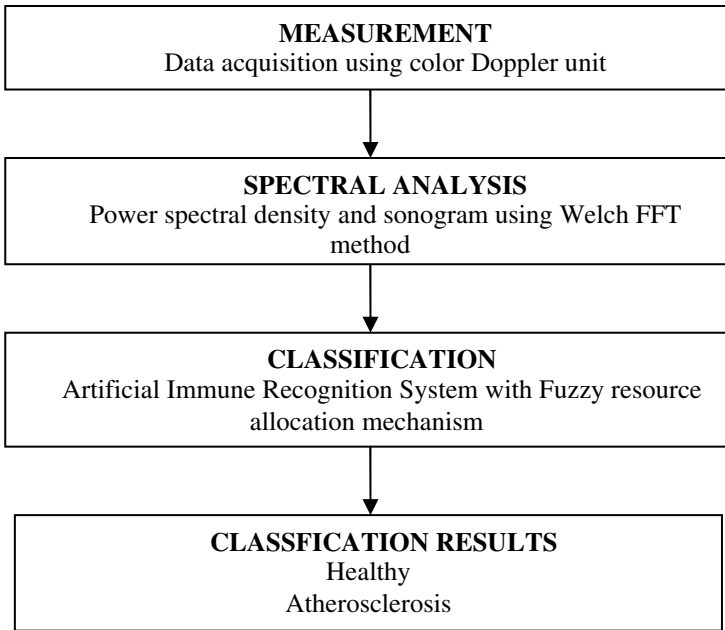 MEASUREMENT
Data acquisition using color Doppler unit
SPECTRAL ANALYSIS
Power spectral density and sonogram using Welch FFT
method
CLASSIFICATION
Artificial Immune Recognition System with Fuzzy resource
allocation mechanism
CLASSFICATION RESULTS
Healthy
Atherosclerosis